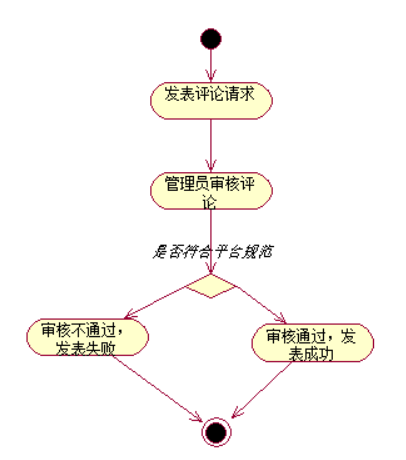 发表评论请求
管理员审核评
论
是否符合平台规范
审核不通过，
发表失败
审核通过，发
表成功